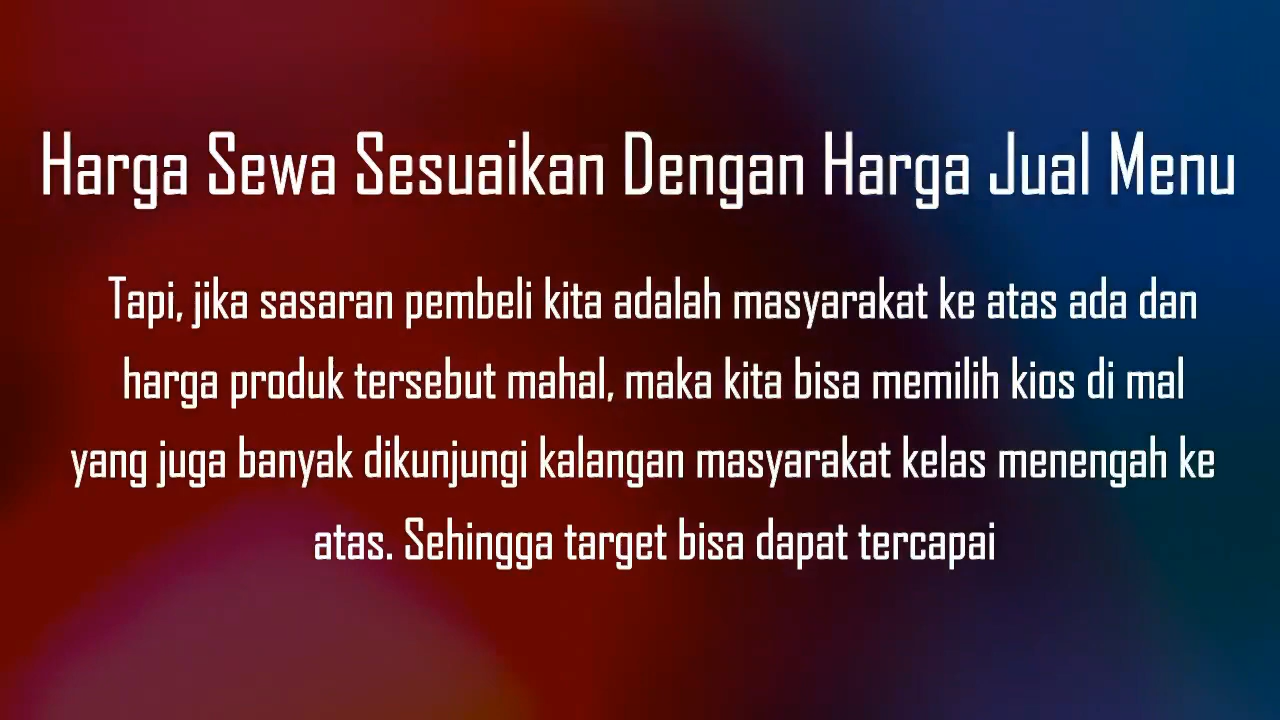 Harga Sewa Sesuaikan Dengan Harga Jual Menu
Tapi, jika sasaran pembeli kita adalah masyarakat ke atas ada dan
harga produk tersebut mahal, maka kita bisa memilih kios di mal
yang juga banyak dikunjungi kalangan masyarakat kelas menengah ke
atas. Sehingga target bisa dapat tercapai